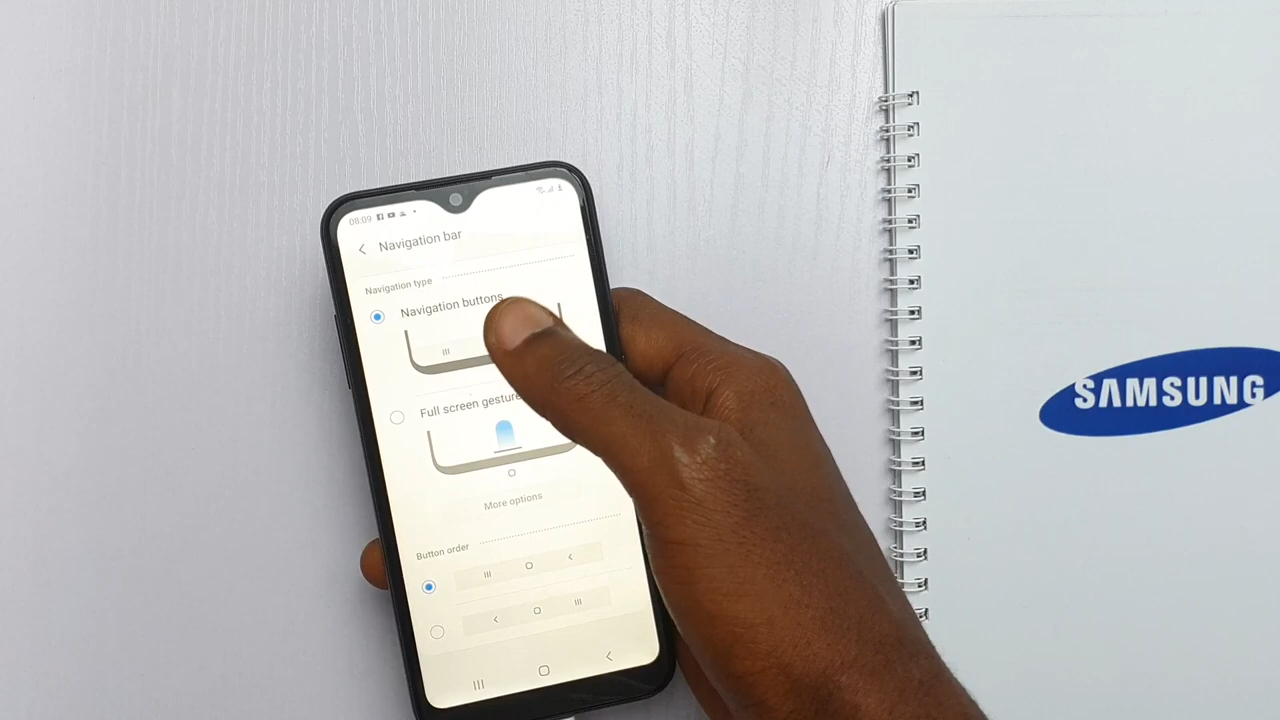 08:09
Navigation bar
Navigation type
Navigation buttons
Full screen gesture
More options
Button order
SAMSUNG